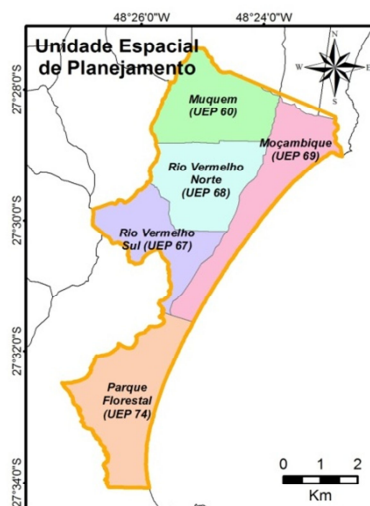 48°26'0"W 48°24'0"W
Unidade Espacial
de Planejamento
N
W E
S
27°28'0"S
27°30'0"S
27°32'0"S
27°34'0"S
Muquem
(UEP 60)
Moçambique
(UEP 69)
Rio Vermelho
Norte
(UEP 68)
Rio Vermelho
Sul (UEP 67)
Parque
Florestal
(UEP 74)
0 1 2
Km